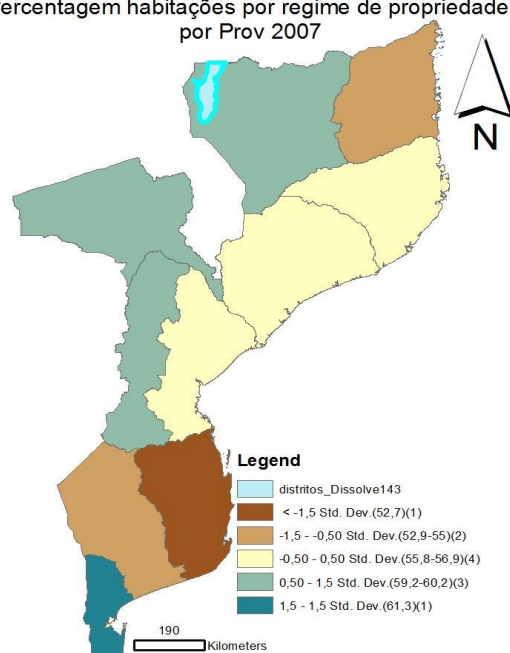 ercentagem habitações por regime de propriedade
por Prov 2007
N
Legend
distritos_Dissolve143
< -1,5 Std. Dev.(52,7)(1)
-1,5 - -0,50 Std. Dev.(52,9-55)(2)
-0,50 - 0,50 Std. Dev.(55,8-56,9)(4)
0,50 - 1,5 Std. Dev.(59,2-60,2)(3)
1,5 - 1,5 Std. Dev.(61,3)(1)
190
Kilometers